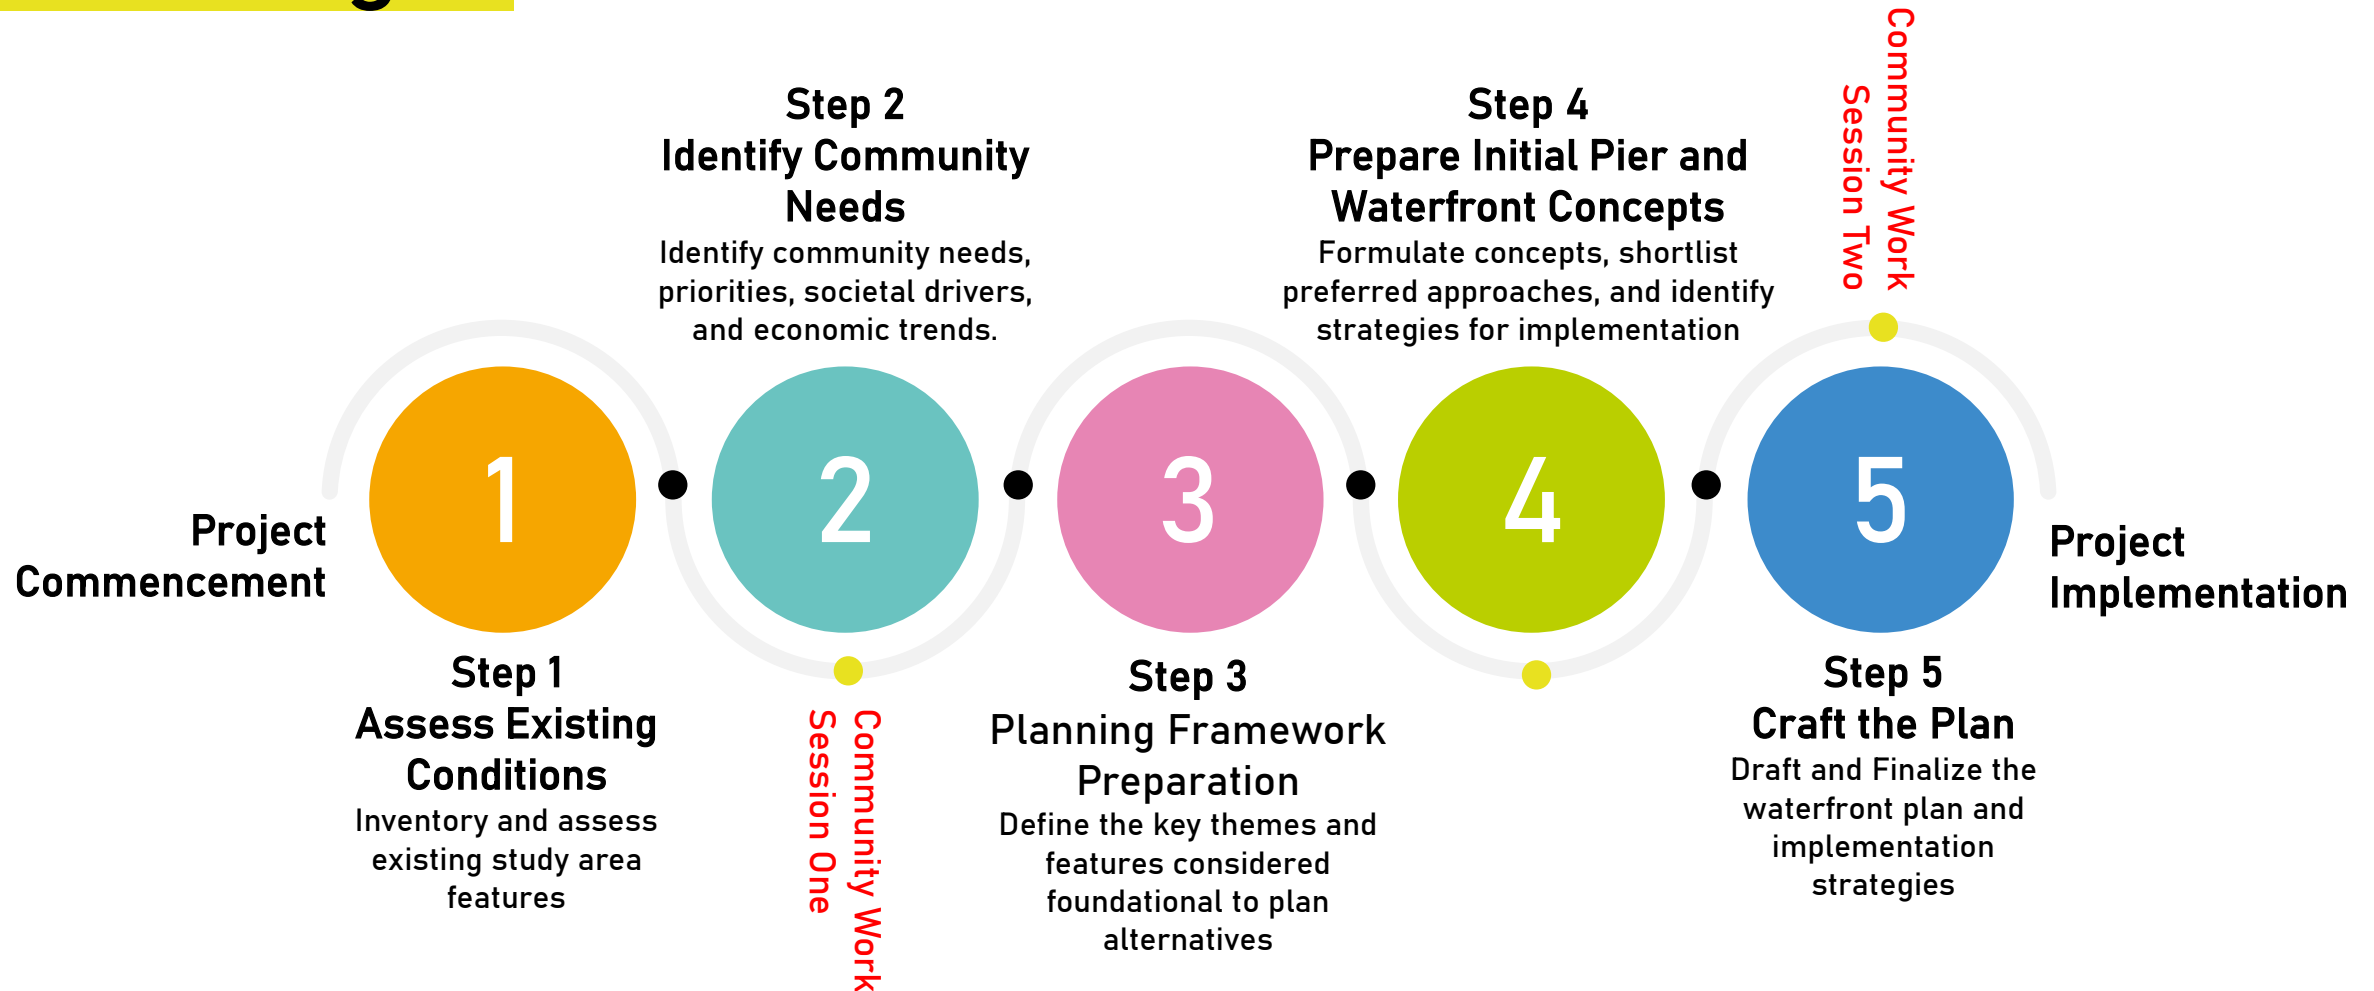 Project
Commencement
1
Step 1
Assess Existing
Conditions
Inventory and assess
existing study area
features
Step 2
Identify Community
Needs
Identify community needs,
priorities, societal drivers,
and economic trends.
2
Community Work
Session One
3
Step 3
Planning Framework
Preparation
Define the key themes and
features considered
foundational to plan
alternatives
Step 4
Prepare Initial Pier and
Waterfront Concepts
Formulate concepts, shortlist
preferred approaches, and identify
strategies for implementation
4
Community Work
Session Two
5
Step 5
Craft the Plan
Draft and Finalize the
waterfront plan and
implementation
strategies
Project
Implementation